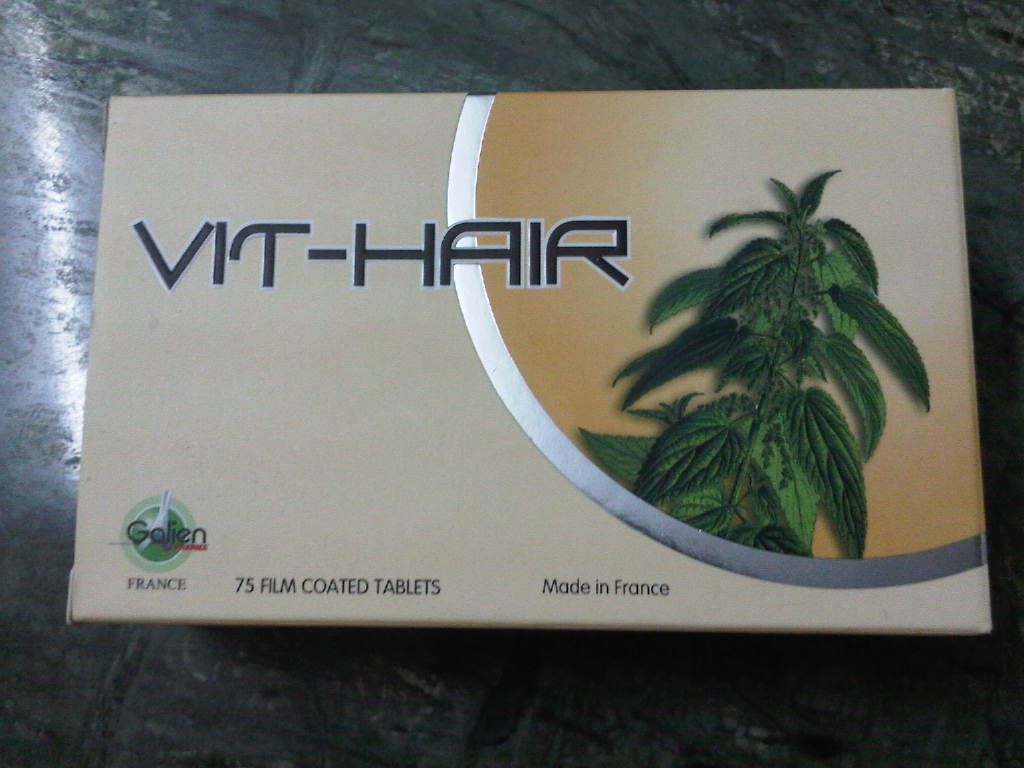 VIT-HAIR
Galien
FRANCE
75 FILM COATED TABLETS
Made in France